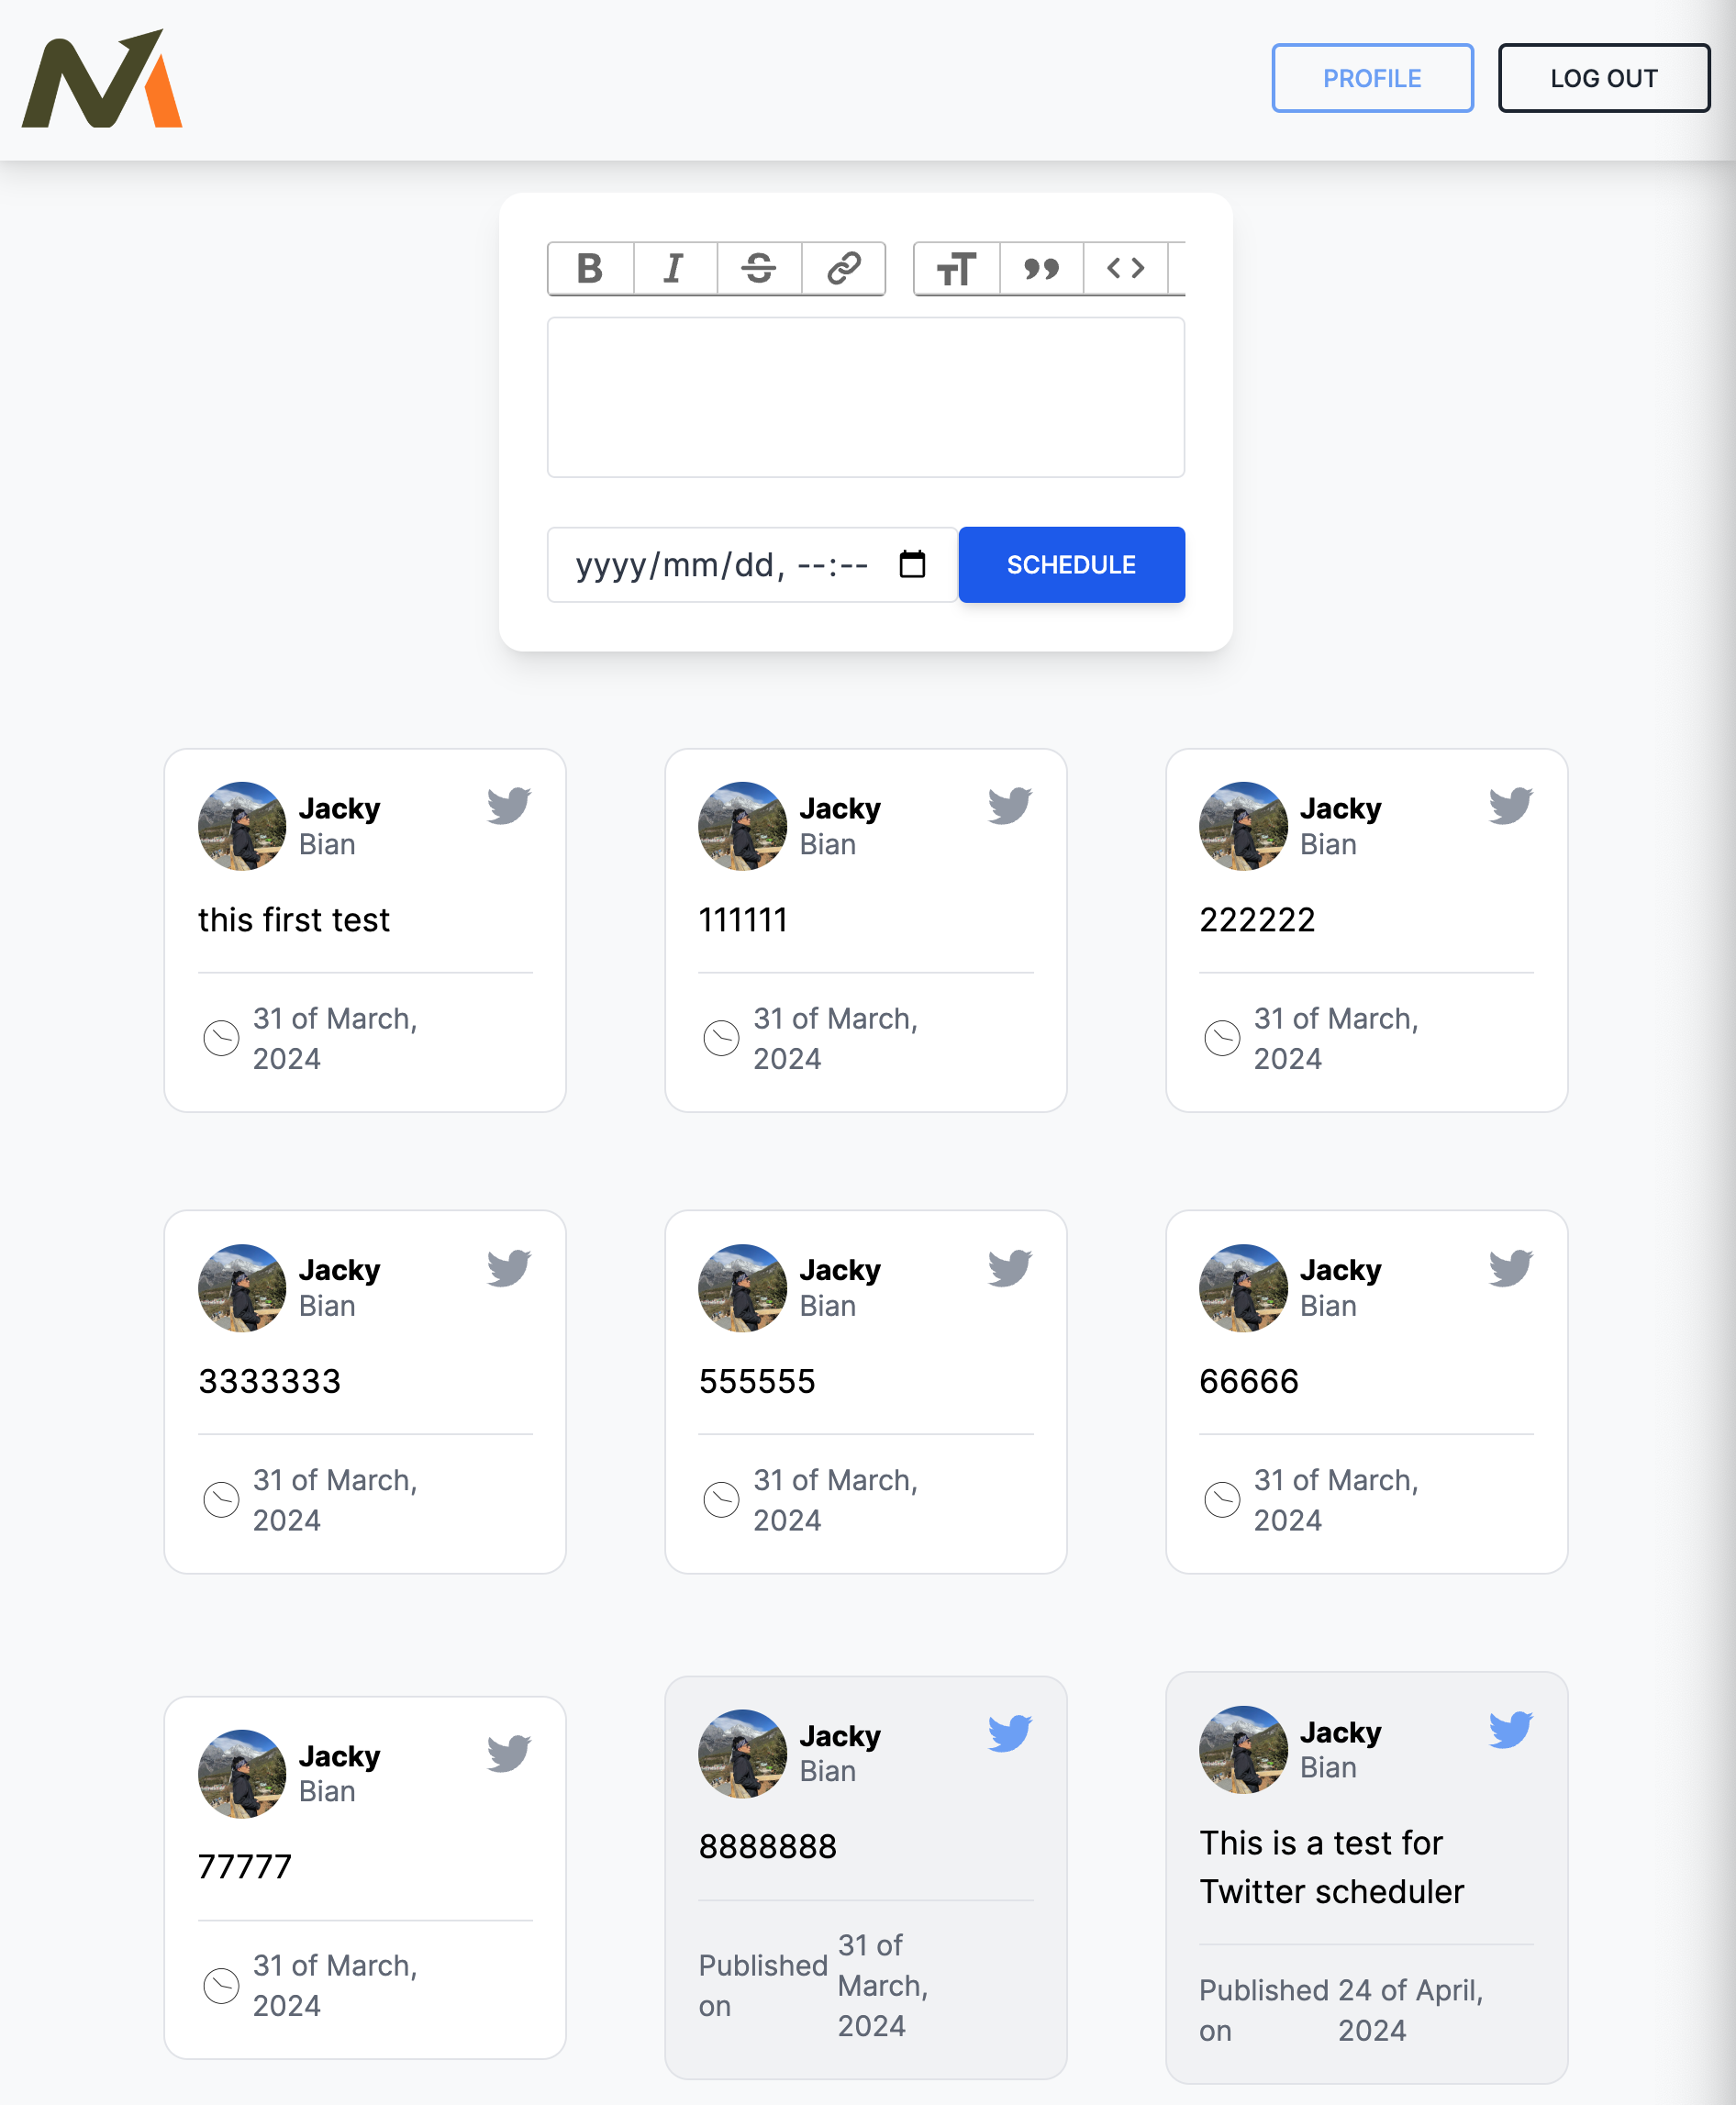 PROFILE
LOG OUT
yyyy/mm/dd, --:--
SCHEDULE
Jacky
Bian
this first test
31 of March,
2024
Jacky
Bian
111111
31 of March,
2024
Jacky
Bian
222222
31 of March,
2024
Jacky
Bian
3333333
31 of March,
2024
Jacky
Bian
555555
31 of March,
2024
Jacky
Bian
66666
31 of March,
2024
Jacky
Bian
77777
31 of March,
2024
Jacky
Bian
8888888
Published
on
31 of
March,
2024
Jacky
Bian
This is a test for
Twitter scheduler
Published
on
24 of April,
2024